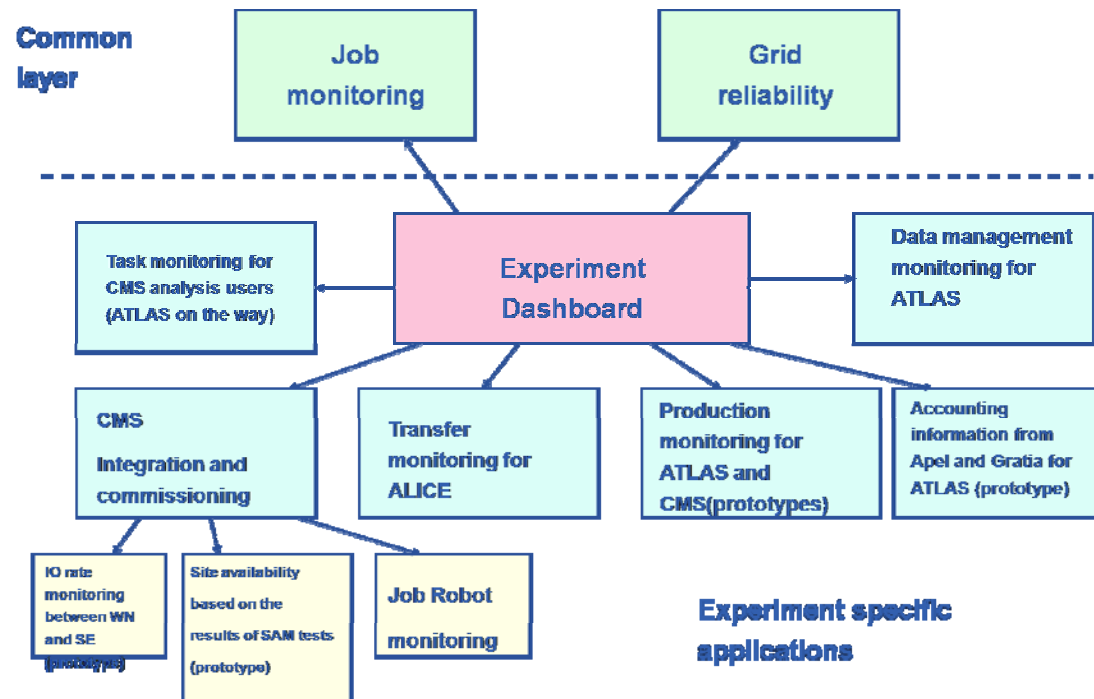 Common
layer
Job
monitoring
Grid
reliability
Task monitoring for
CMS analysis users
(ATLAS on the way)
Experiment
Dashboard
Data management
monitoring for
ATLAS
CMS
Integration and
commissioning
Transfer
monitoring for
ALICE
Production
monitoring for
ATLAS and
CMS(prototypes)
Accounting
information from
Apel and Gratia for
ATLAS (prototype)
IO rate
monitoring
between WN
and SE
(prototype)
Site availability
based on the
results of SAM tests
(prototype)
Job Robot
monitoring
Experiment specific
applications